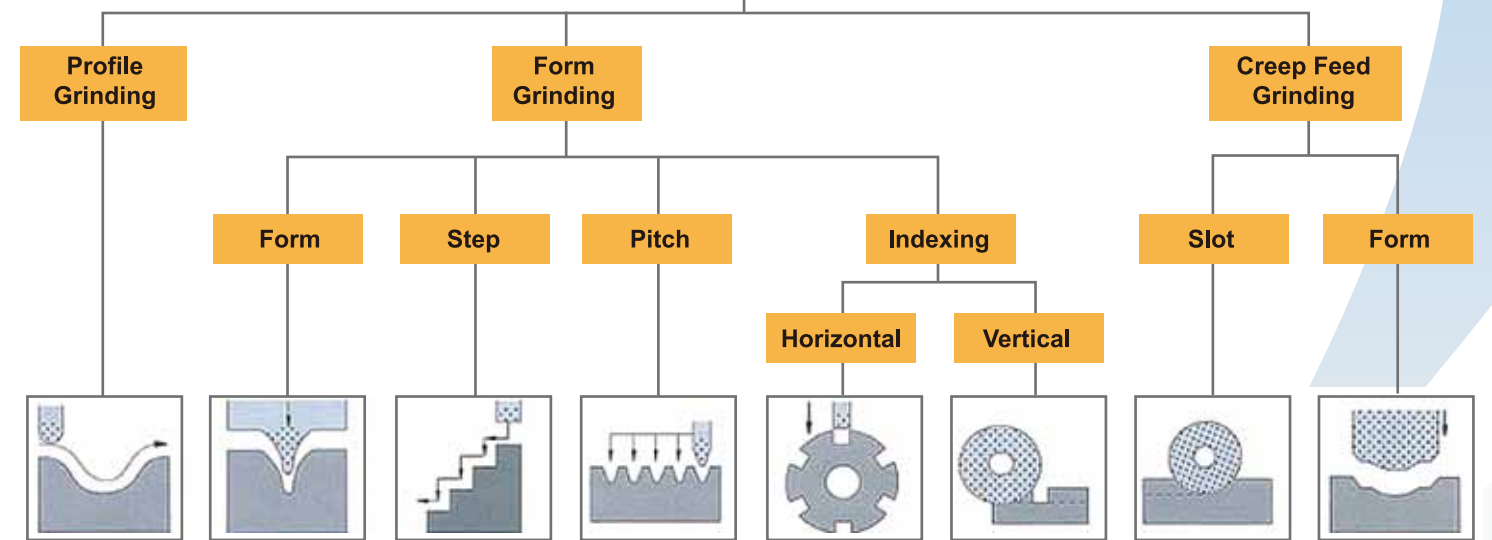 Profile
Grinding
Form
Grinding
Creep Feed
Grinding
Form
Step
Pitch
Indexing
Slot
Form
Horizontal
Vertical